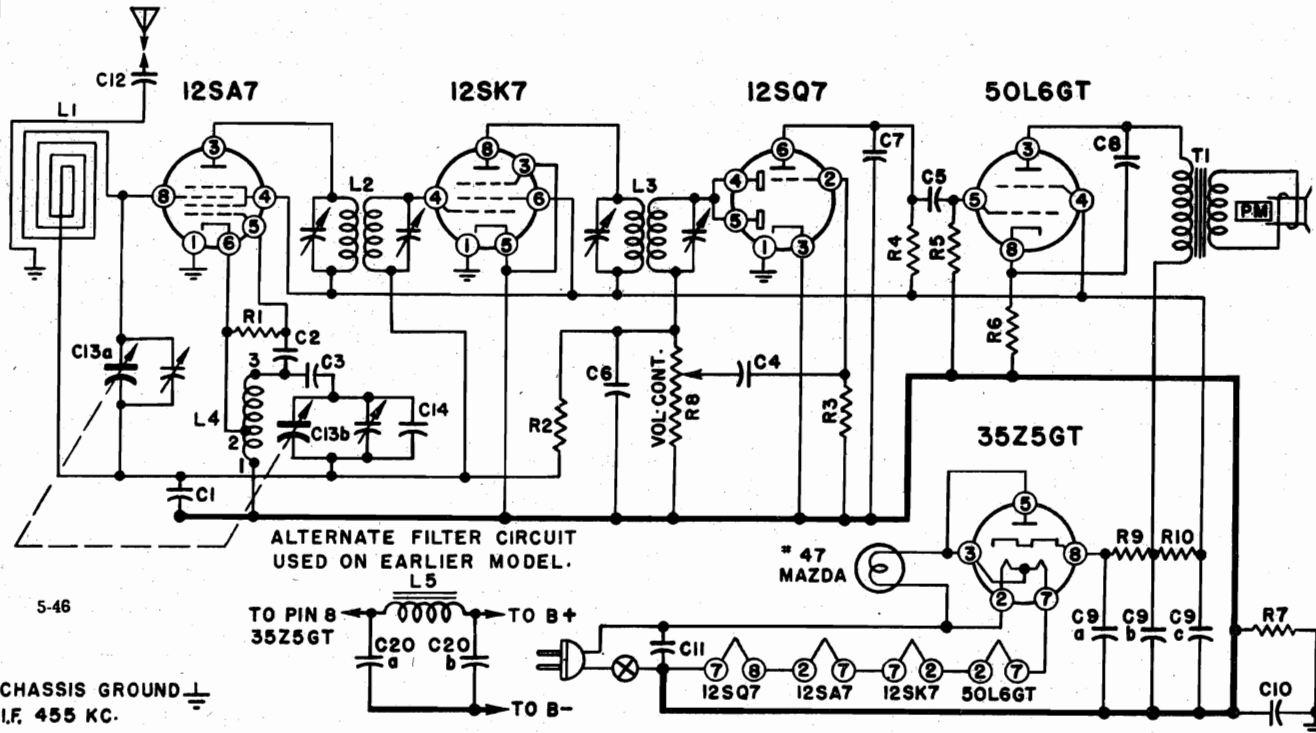 C12
12SA7
12SK7
12SQ7
50L6GT
L1
3
8
4
5
1
6
L2
8
3
4
6
1
5
L3
6
4
2
5
1
3
C7
C5
R4
R5
3
5
4
8
C8
T1
PM
R6
R1
C2
C3
3
L4
2
1
C13a
C13b
C14
C1
R2
C6
VOL·CONT.
R8
C4
R3
ALTERNATE FILTER CIRCUIT
USED ON EARLIER MODEL.
35Z5GT
5
3
8
2
7
# 47
MAZDA
R9
R10
C9
a
C9
b
C9
c
R7
C10
5-46
L5
TO PIN 8
35Z5GT
TO B+
C20
a
C20
b
TO B-
C11
7
8
2
7
7
2
2
7
12SQ7
12SA7
12SK7
50L6GT
CHASSIS GROUND
I.F. 455 KC.